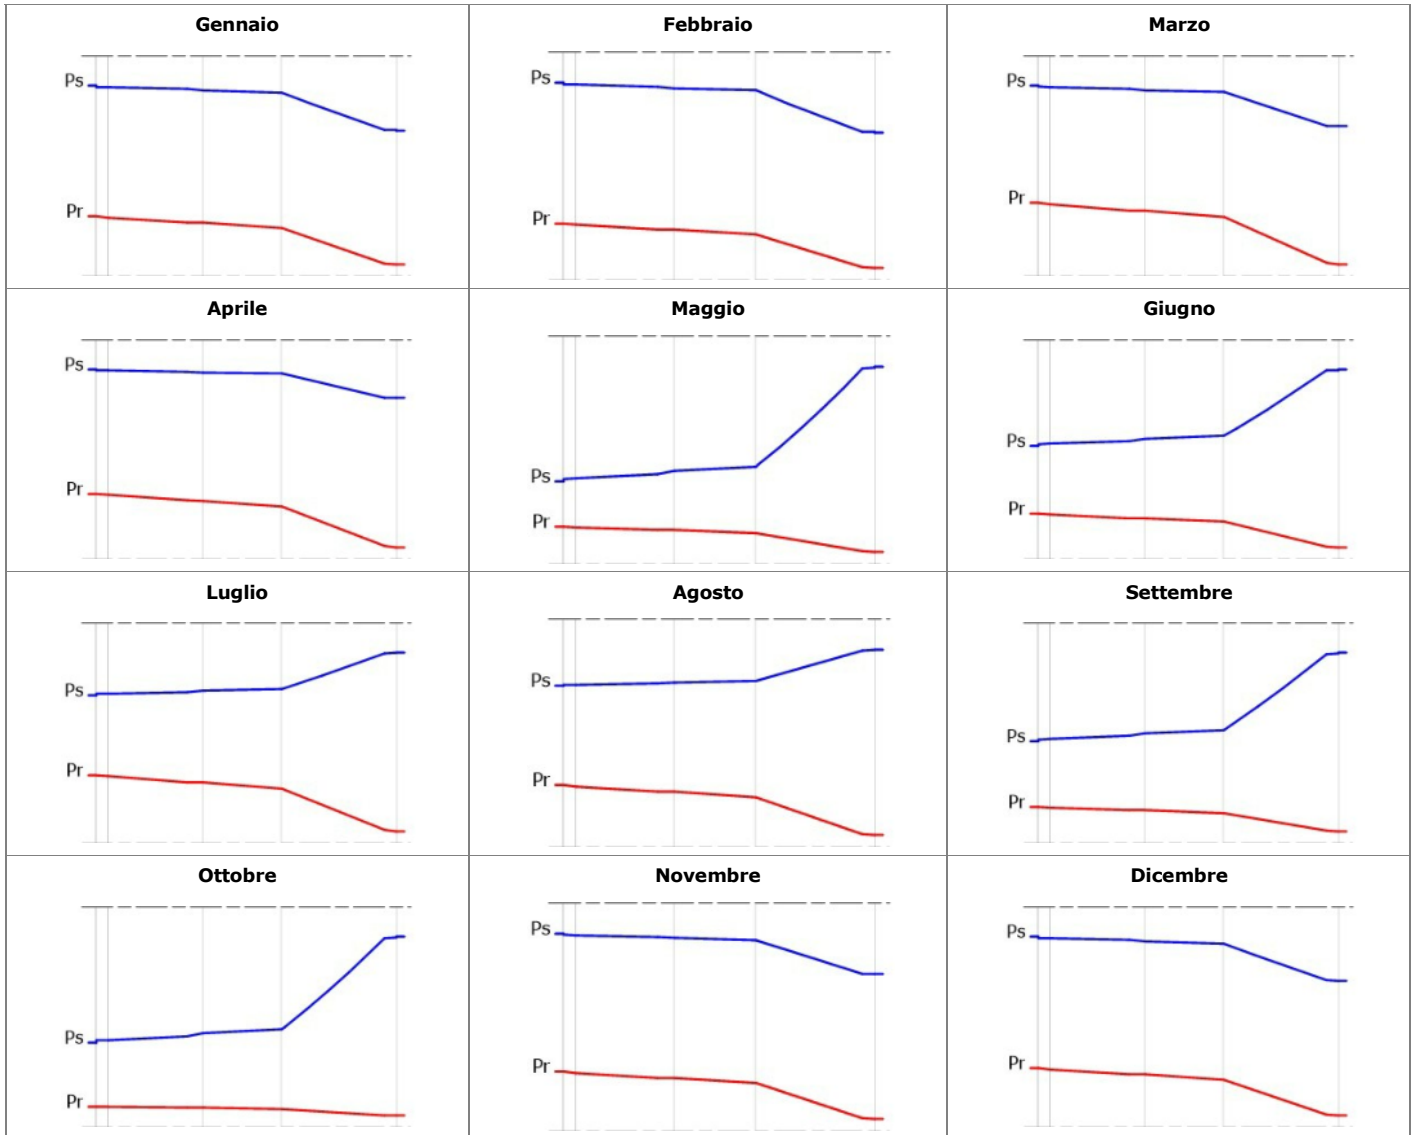 Gennaio
Febbraio
Marzo
Ps
Ps
Ps
Pr
Pr
Pr
Aprile
Maggio
Giugno
Ps
Ps
Ps
Pr
Pr
Pr
Luglio
Agosto
Settembre
Ps
Ps
Ps
Pr
Pr
Pr
Ottobre
Novembre
Dicembre
Ps
Ps
Ps
Pr
Pr
Pr